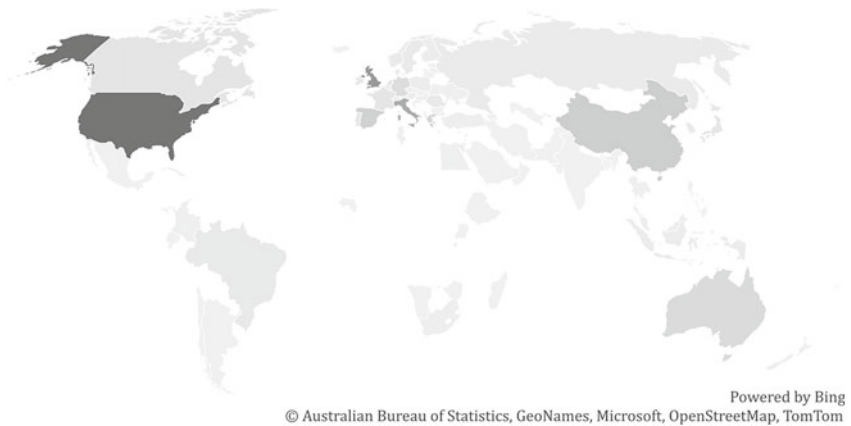 Powered by Bing
© Australian Bureau of Statistics, GeoNames, Microsoft, OpenStreetMap, TomTom